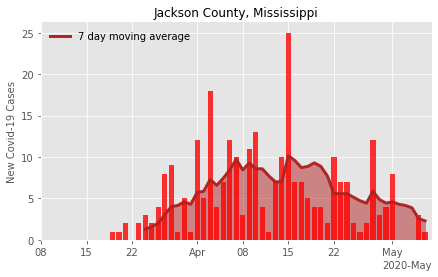 Jackson County, Mississippi
7 day moving average
New Covid-19 Cases
25
20
15
10
5
0
08
15
22
Apr
08
15
22
May
2020-May